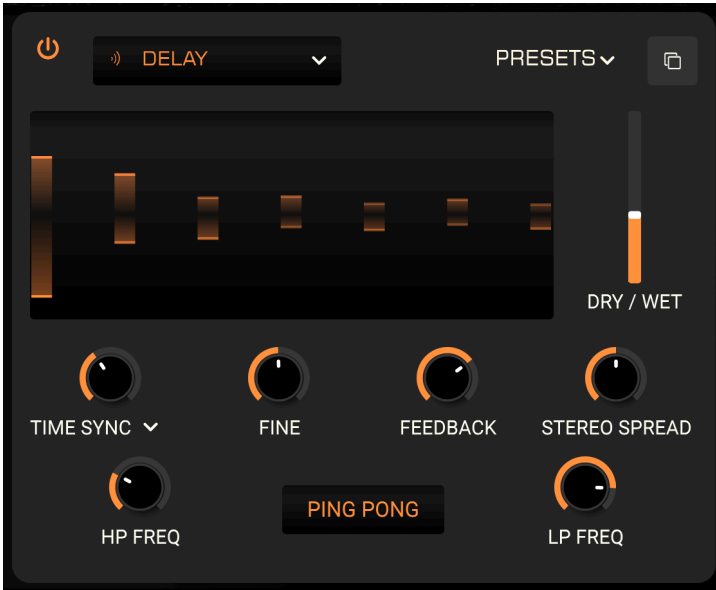 DELAY
PRESETS
DRY / WET
TIME SYNC
FINE
FEEDBACK
STEREO SPREAD
HP FREQ
PING PONG
LP FREQ